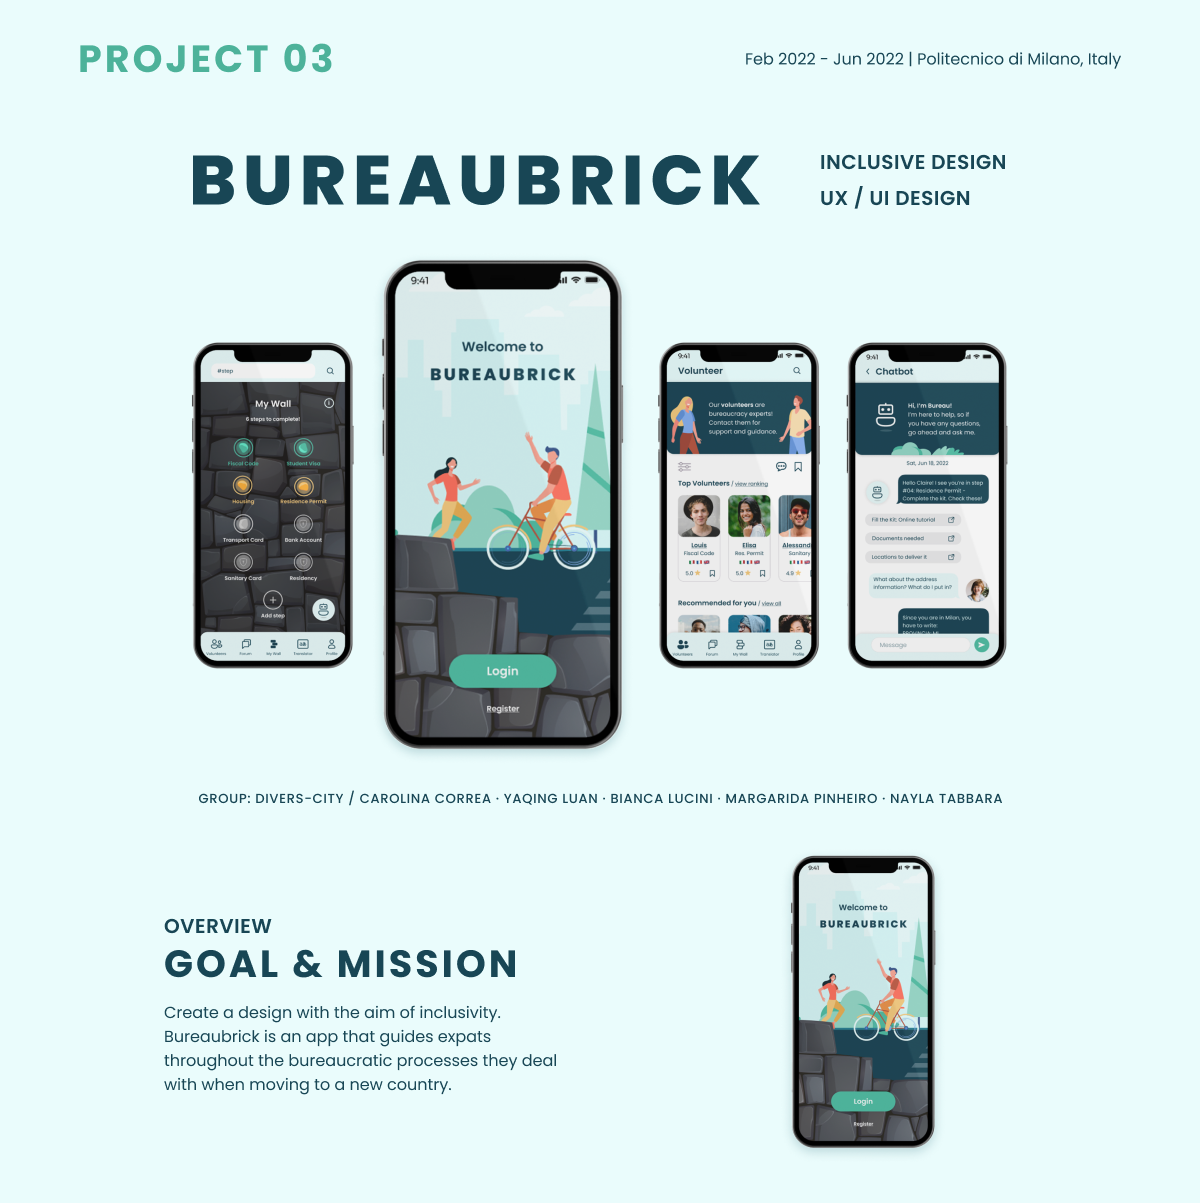 PROJECT 03
Feb 2022 - Jun 2022 | Politecnico di Milano, Italy
BUREAUBRICK
INCLUSIVE DESIGN
UX / UI DESIGN
#step
My Wall
6 steps to complete!
Fiscal Code
Student Visa
Housing
Residence Permit
Transport Card
Bank Account
Sanitary Card
Residency
Add step
Volunteers
Forum
My Wall
Translator
Profile
9:41
Welcome to
BUREAUBRICK
Login
Register
9:41
Volunteer
Our volunteers are
bureaucracy experts!
Contact them for
support and guidance.
Top Volunteers / view ranking
Louis
Fiscal Code
5.0
Elisa
Res. Permit
5.0
Alessand
Sanitary
4.9
Recommended for you / view all
Volunteers
Forum
My Wall
Translator
Profile
9:41
Chatbot
Hi, I'm Bureau!
I'm here to help, so if
you have any questions,
go ahead and ask me.
Sat, Jun 18, 2022
Hello Claire! I see you're in step
#04: Residence Permit -
Complete the kit. Check these!
Fill the Kit: Online tutorial
Documents needed
Locations to deliver it
What about the address
information? What do I put in?
Since you are in Milan, you
have to write:
PROVINCIA: MI
Message
GROUP: DIVERS-CITY / CAROLINA CORREA · YAQING LUAN · BIANCA LUCINI · MARGARIDA PINHEIRO · NAYLA TABBARA
OVERVIEW
GOAL & MISSION
Create a design with the aim of inclusivity.
Bureaubrick is an app that guides expats
throughout the bureaucratic processes they deal
with when moving to a new country.
9:41
Welcome to
BUREAUBRICK
Login
Register